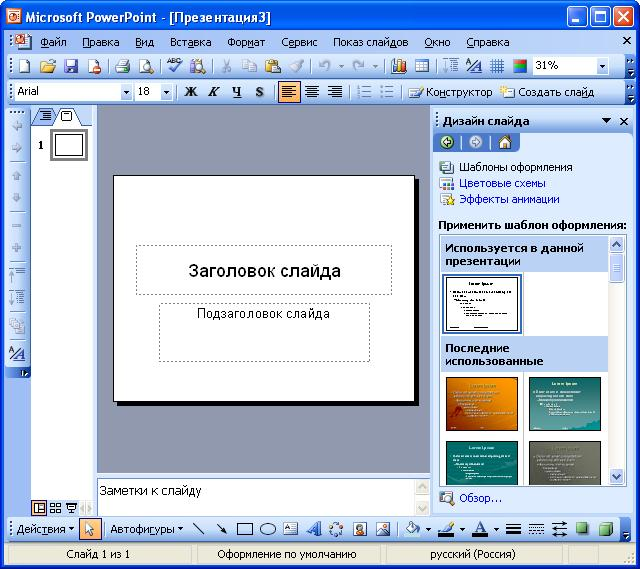 Microsoft PowerPoint - [Презентация3]
Файл Правка Вид Вставка Формат Сервис Показ слайдов Окно Справка
31%
Arial 18 Ж К Ч S Конструктор Создать слайд
1
Заголовок слайда
Подзаголовок слайда
Заметки к слайду
Дизайн слайда
Шаблоны оформления
Цветовые схемы
Эффекты анимации
Применить шаблон оформления:
Используется в данной
презентации
Последние
использованные
Обзор...
Действия Автофигуры
Слайд 1 из 1 Оформление по умолчанию русский (Россия)